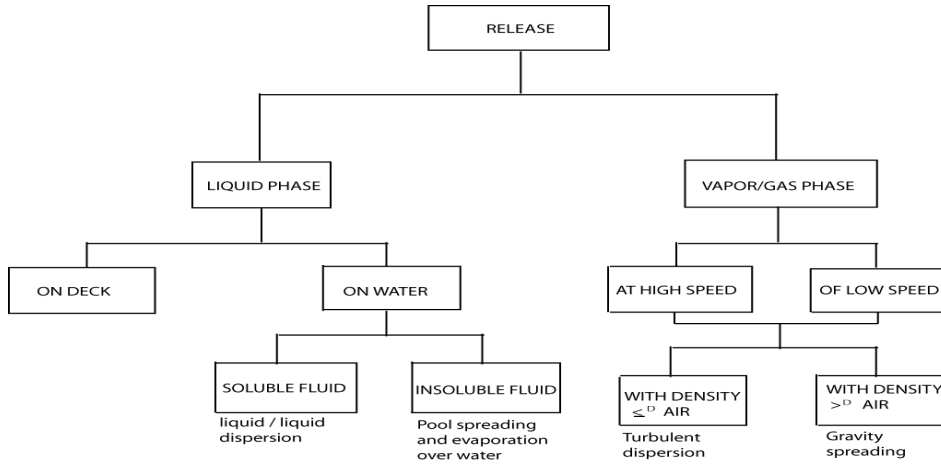 RELEASE
LIQUID PHASE
VAPOR/GAS PHASE
ON DECK
ON WATER
AT HIGH SPEED
OF LOW SPEED
SOLUBLE FLUID
liquid / liquid
dispersion
INSOLUBLE FLUID
Pool spreading
and evaporation
over water
WITH DENSITY
≤ᴰ AIR
Turbulent
dispersion
WITH DENSITY
>ᴰ AIR
Gravity
spreading